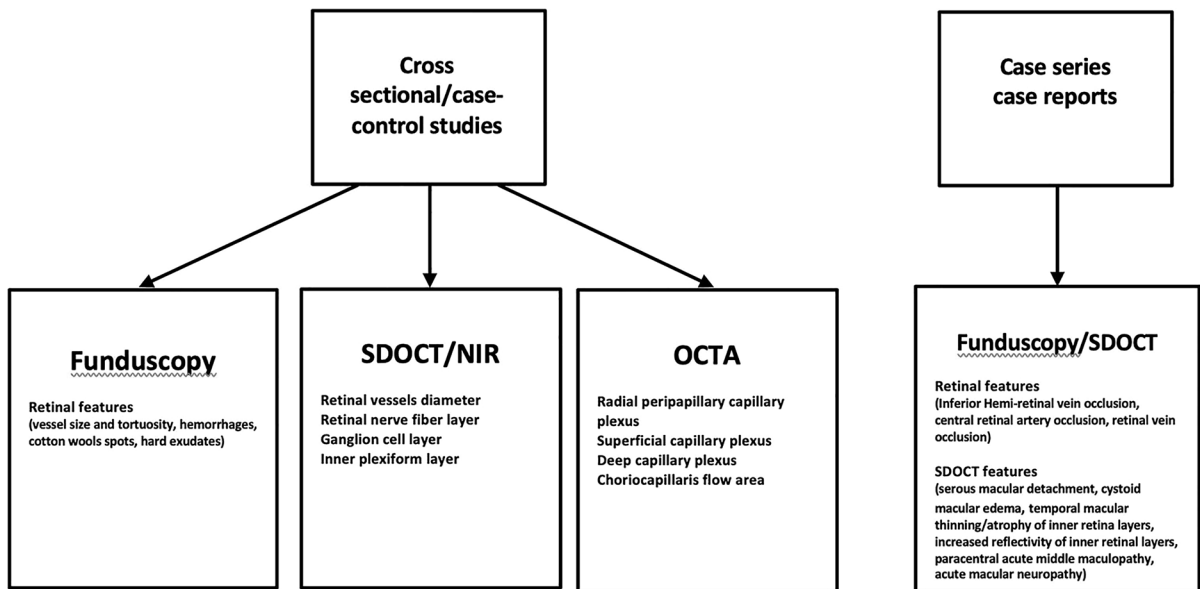 Cross
sectional/case-
control studies
Case series
case reports
Funduscopy
Retinal features
(vessel size and tortuosity, hemorrhages,
cotton wools spots, hard exudates)
SDOCT/NIR
Retinal vessels diameter
Retinal nerve fiber layer
Ganglion cell layer
Inner plexiform layer
OCTA
Radial peripapillary capillary
plexus
Superficial capillary plexus
Deep capillary plexus
Choriocapillaris flow area
Funduscopy/SDOCT
Retinal features
(Inferior Hemi-retinal vein occlusion,
central retinal artery occlusion, retinal vein
occlusion)
SDOCT features
(serous macular detachment, cystoid
macular edema, temporal macular
thinning/atrophy of inner retina layers,
increased reflectivity of inner retinal layers,
paracentral acute middle maculopathy,
acute macular neuropathy)